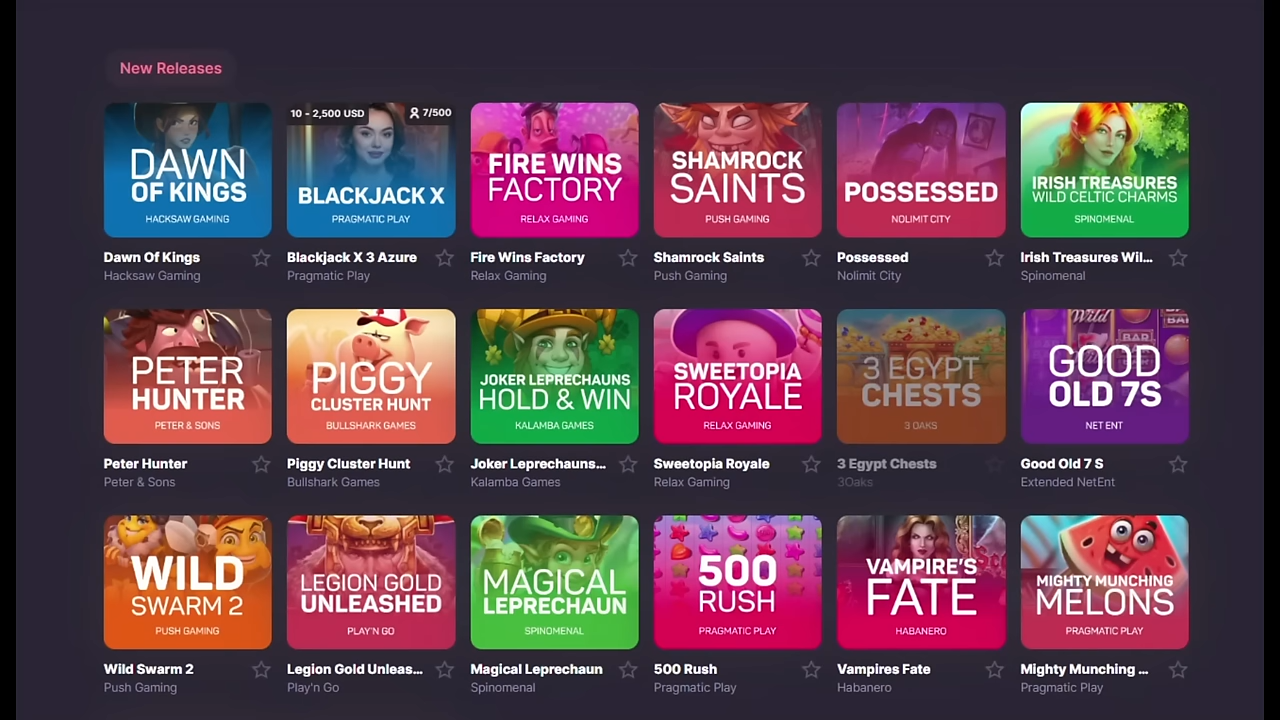 New Releases
DAWN
OF KINGS
HACKSAW GAMING
Dawn Of Kings
Hacksaw Gaming
10 - 2,500 USD
7/500
BLACKJACK X
PRAGMATIC PLAY
Blackjack X 3 Azure
Pragmatic Play
FIRE WINS
FACTORY
RELAX GAMING
Fire Wins Factory
Relax Gaming
SHAMROCK
SAINTS
PUSH GAMING
Shamrock Saints
Push Gaming
POSSESSED
NOLIMIT CITY
Possessed
Nolimit City
IRISH TREASURES
WILD CELTIC CHARMS
SPINOMENAL
Irish Treasures Wil...
Spinomenal
PETER
HUNTER
PETER & SONS
Peter Hunter
Peter & Sons
PIGGY
CLUSTER HUNT
BULLSHARK GAMES
Piggy Cluster Hunt
Bullshark Games
JOKER LEPRECHAUNS
HOLD & WIN
KALAMBA GAMES
Joker Leprechauns...
Kalamba Games
SWEETOPIA
ROYALE
RELAX GAMING
Sweetopia Royale
Relax Gaming
3 EGYPT
CHESTS
3 OAKS
3 Egypt Chests
3Oaks
Wild
BAR
BAR
GOOD
OLD 7S
NET ENT
Good Old 7 S
Extended NetEnt
WILD
SWARM 2
PUSH GAMING
Wild Swarm 2
Push Gaming
LEGION GOLD
UNLEASHED
PLAY'N GO
Legion Gold Unleas...
Play'n Go
MAGICAL
LEPRECHAUN
SPINOMENAL
Magical Leprechaun
Spinomenal
500
RUSH
PRAGMATIC PLAY
500 Rush
Pragmatic Play
VAMPIRE'S
FATE
HABANERO
Vampires Fate
Habanero
MIGHTY MUNCHING
MELONS
PRAGMATIC PLAY
Mighty Munching ...
Pragmatic Play